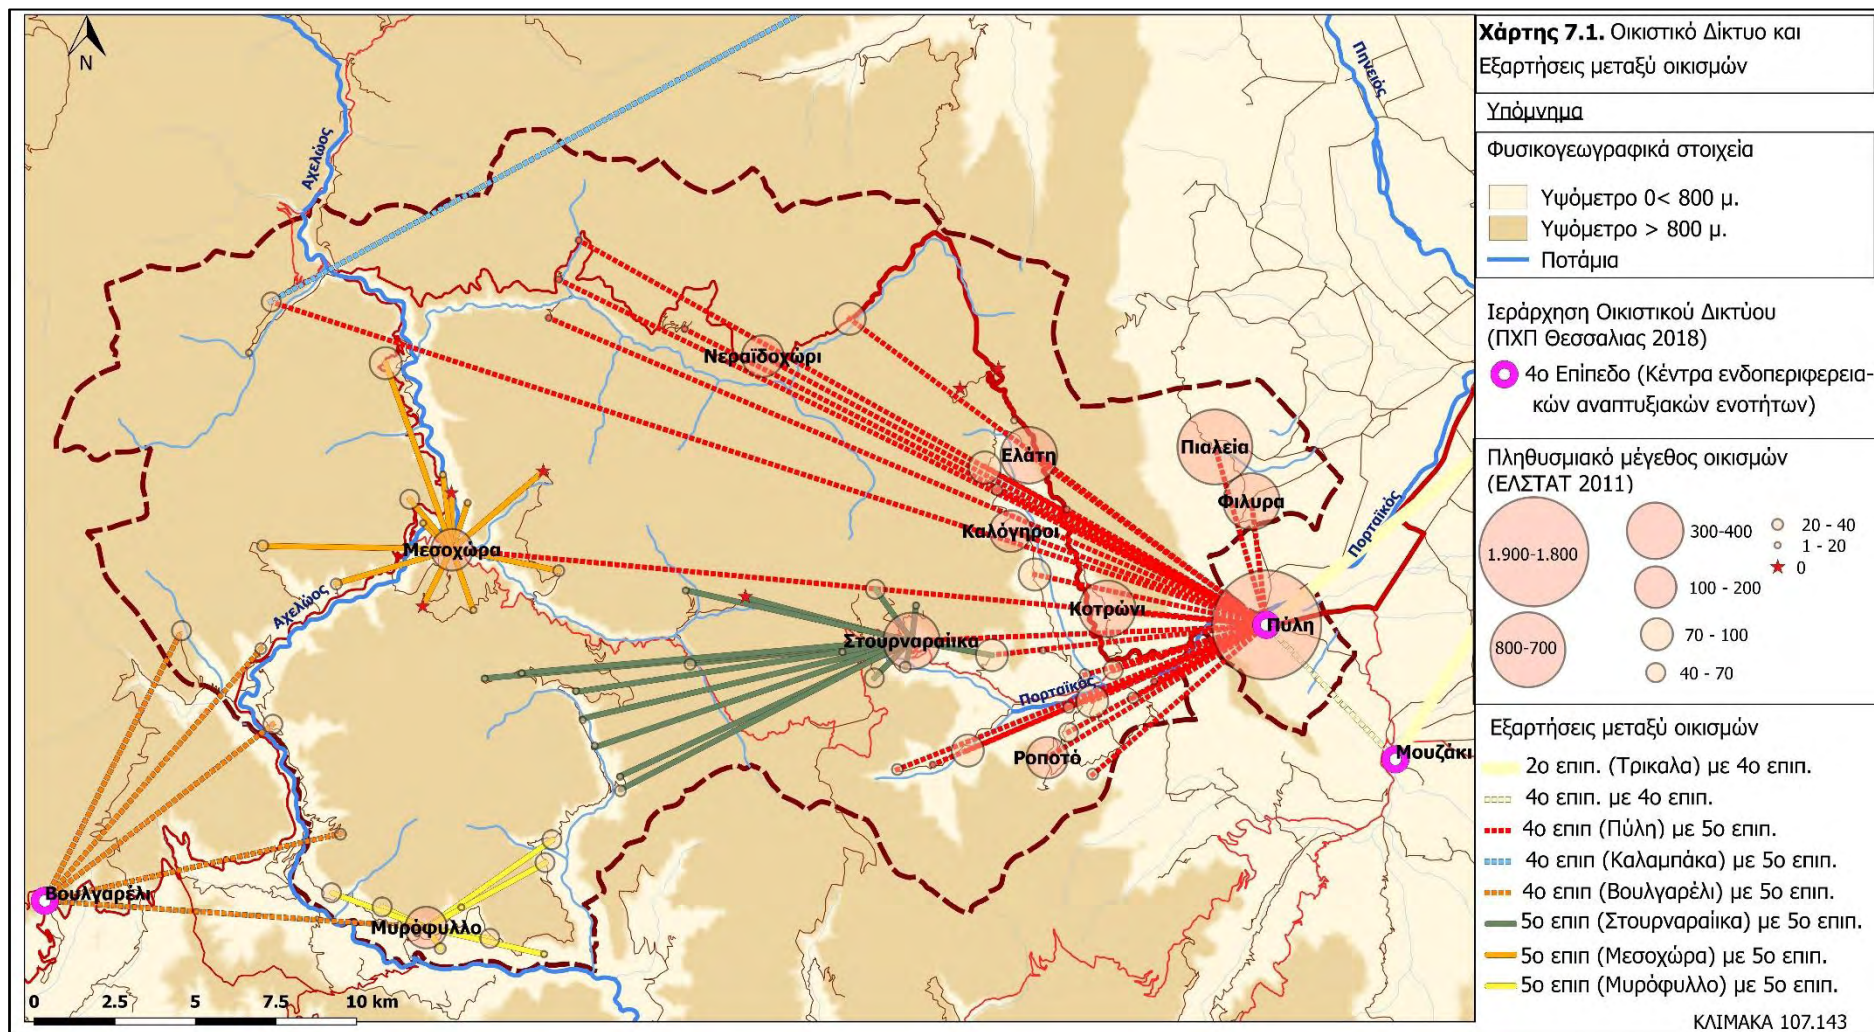 N
Αχελώος
Πηνειός
Νεραϊδοχώρι
Ελάτη
Πιαλεία
Φιλυρα
Καλόγηροι
Μεσοχώρα
Πορταϊκός
Αχελώος
Κοτρώνι
Πύλη
Στουρναραίικα
Πορταϊκός
Ροποτό
Μουζάκι
Βουλγαρέλι
Μυρόφυλλο
0 2.5 5 7.5 10 km
Χάρτης 7.1. Οικιστικό Δίκτυο και
Εξαρτήσεις μεταξύ οικισμών
Υπόμνημα
Φυσικογεωγραφικά στοιχεία
Υψόμετρο 0< 800 μ.
Υψόμετρο > 800 μ.
Ποτάμια
Ιεράρχηση Οικιστικού Δικτύου
(ΠΧΠ Θεσσαλιας 2018)
4ο Επίπεδο (Κέντρα ενδοπεριφερεια-
κών αναπτυξιακών ενοτήτων)
Πληθυσμιακό μέγεθος οικισμών
(ΕΛΣΤΑΤ 2011)
1.900-1.800
800-700
300-400
100 - 200
70 - 100
40 - 70
20 - 40
1 - 20
0
Εξαρτήσεις μεταξύ οικισμών
2ο επιπ. (Τρικαλα) με 4ο επιπ.
4ο επιπ. με 4ο επιπ.
4ο επιπ (Πύλη) με 5ο επιπ.
4ο επιπ (Καλαμπάκα) με 5ο επιπ.
4ο επιπ (Βουλγαρέλι) με 5ο επιπ.
5ο επιπ (Στουρναραίικα) με 5ο επιπ.
5ο επιπ (Μεσοχώρα) με 5ο επιπ.
5ο επιπ (Μυρόφυλλο) με 5ο επιπ.
ΚΛΙΜΑΚΑ 107.143